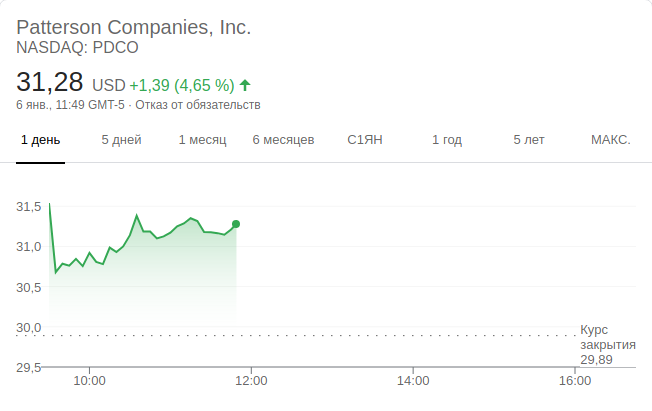 Patterson Companies, Inc.
NASDAQ: PDCO
31,28 USD +1,39 (4,65 %)
6 янв., 11:49 GMT-5 · Отказ от обязательств
1 день 5 дней 1 месяц 6 месяцев С1ЯН 1 год 5 лет МАКС.
31,5
31,0
30,5
30,0
29,5
Курс
закрытия
29,89
10:00 12:00 14:00 16:00